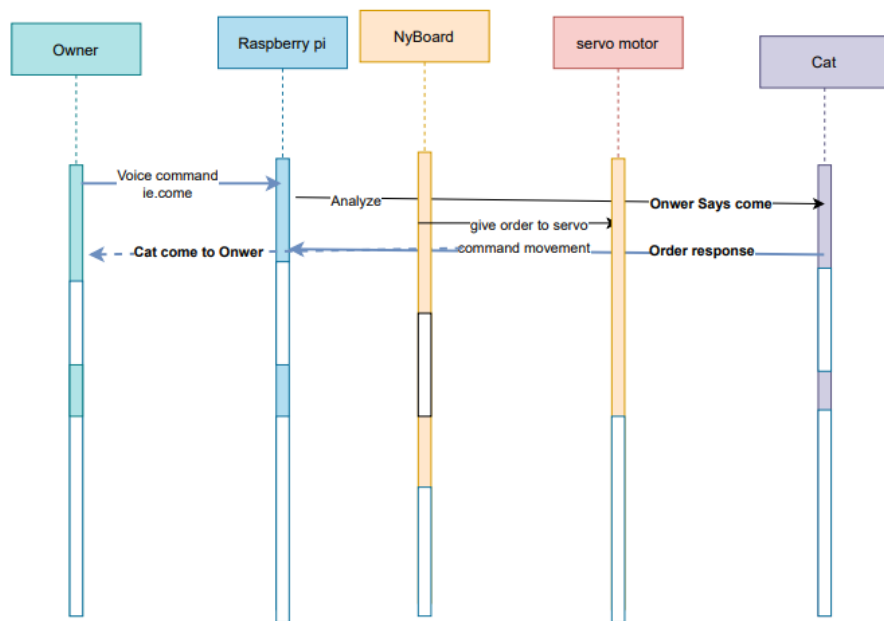 Owner
Raspberry pi
NyBoard
servo motor
Cat
Voice command
ie.come
Analyze
Onwer Says come
give order to servo
Cat come to Onwer
command movement
Order response